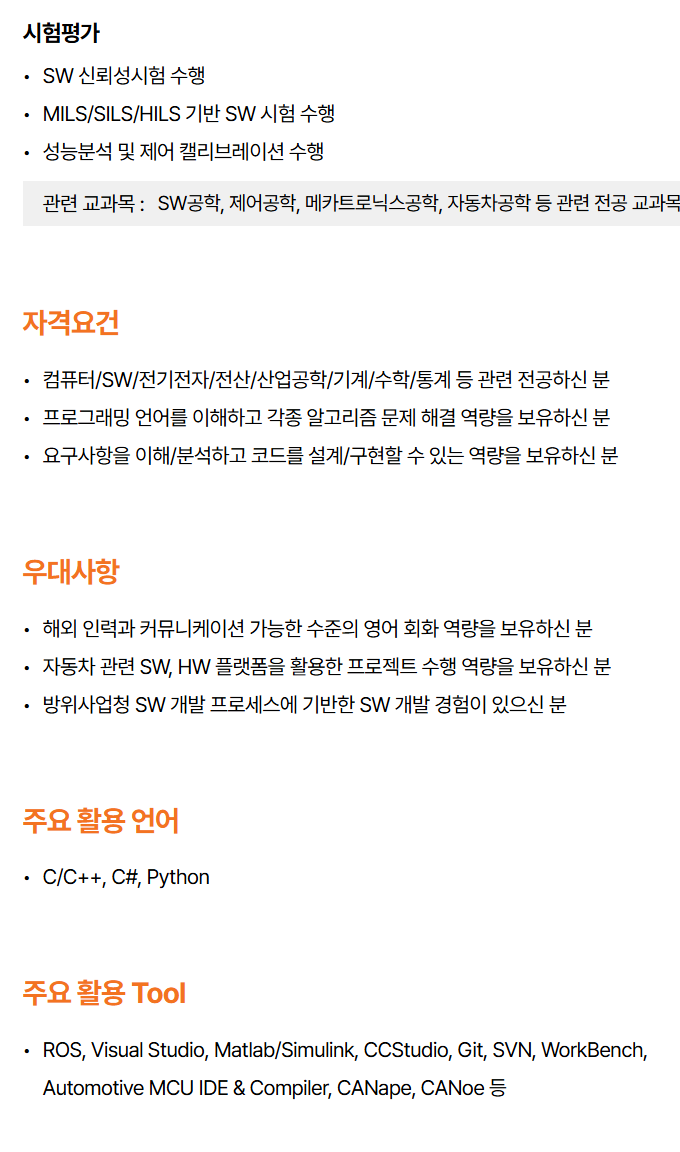 시험평가
• SW 신뢰성시험 수행
• MILS/SILS/HILS 기반 SW 시험 수행
• 성능분석 및 제어 캘리브레이션 수행
관련 교과목 : SW공학, 제어공학, 메카트로닉스공학, 자동차공학 등 관련 전공 교과목
자격요건
• 컴퓨터/SW/전기전자/전산/산업공학/기계/수학/통계 등 관련 전공하신 분
• 프로그래밍 언어를 이해하고 각종 알고리즘 문제 해결 역량을 보유하신 분
• 요구사항을 이해/분석하고 코드를 설계/구현할 수 있는 역량을 보유하신 분
우대사항
• 해외 인력과 커뮤니케이션 가능한 수준의 영어 회화 역량을 보유하신 분
• 자동차 관련 SW, HW 플랫폼을 활용한 프로젝트 수행 역량을 보유하신 분
• 방위사업청 SW 개발 프로세스에 기반한 SW 개발 경험이 있으신 분
주요 활용 언어
• C/C++, C#, Python
주요 활용 Tool
• ROS, Visual Studio, Matlab/Simulink, CCStudio, Git, SVN, WorkBench,
Automotive MCU IDE & Compiler, CANape, CANoe 등